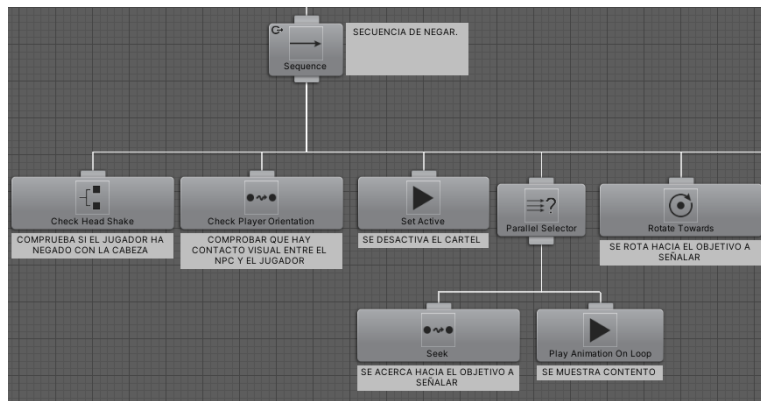 SECUENCIA DE NEGAR.
Sequence
Check Head Shake
COMPRUEBA SI EL JUGADOR HA
NEGADO CON LA CABEZA
Check Player Orientation
COMPROBAR QUE HAY
CONTACTO VISUAL ENTRE EL
NPC Y EL JUGADOR
Set Active
SE DESACTIVA EL CARTEL
Parallel Selector
Rotate Towards
SE ROTA HACIA EL OBJETIVO A
SEÑALAR
Seek
SE ACERCA HACIA EL OBJETIVO A
SEÑALAR
Play Animation On Loop
SE MUESTRA CONTENTO